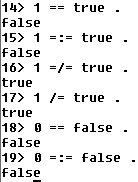 14> 1 == true .
false
15> 1 =:= true .
false
16> 1 =/= true .
true
17> 1 /= true .
true
18> 0 == false .
false
19> 0 =:= false .
false